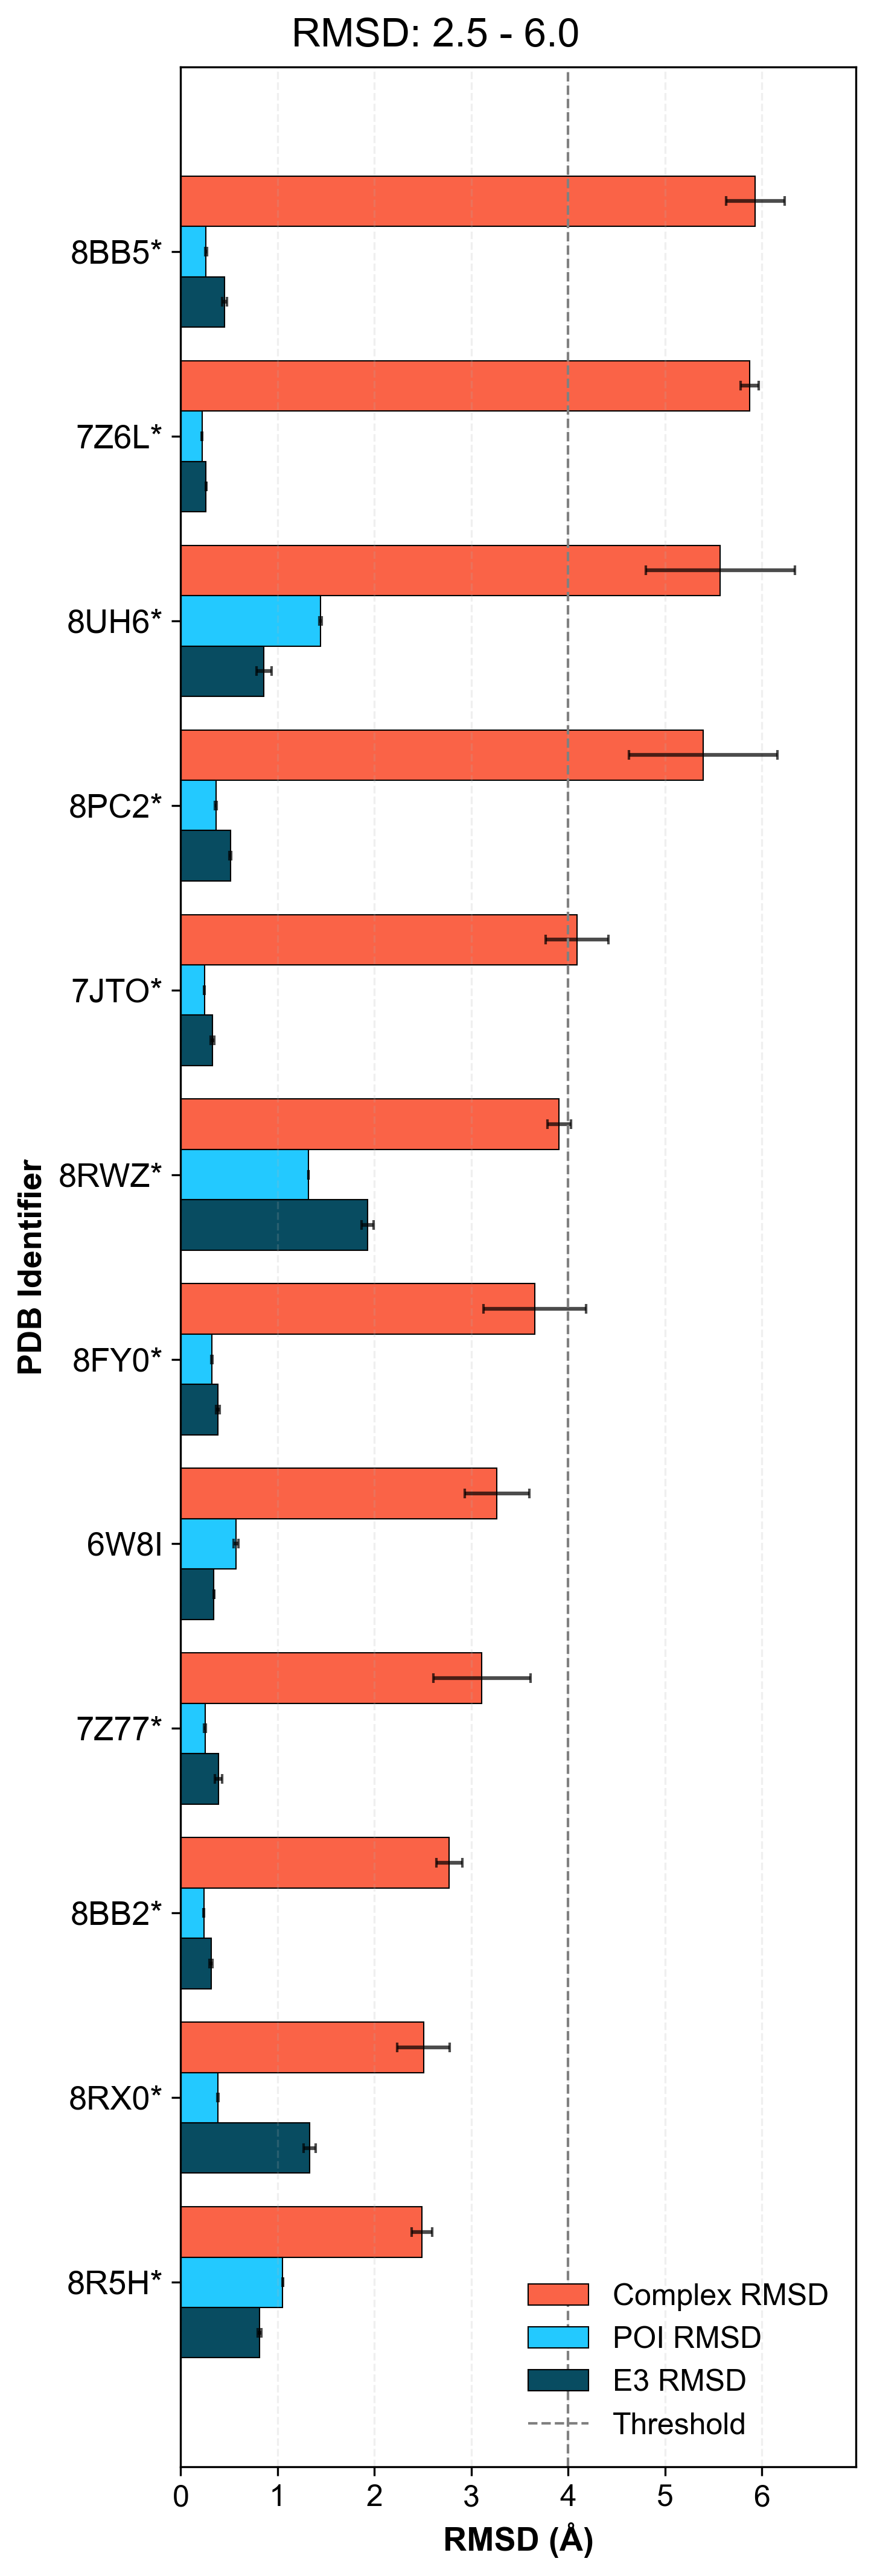 RMSD: 2.5 - 6.0
8BB5*
7Z6L*
8UH6*
8PC2*
7JTO*
8RWZ*
8FY0*
6W8I
7Z77*
8BB2*
8RX0*
8R5H*
PDB Identifier
Complex RMSD
POI RMSD
E3 RMSD
Threshold
0 1 2 3 4 5 6
RMSD (Å)